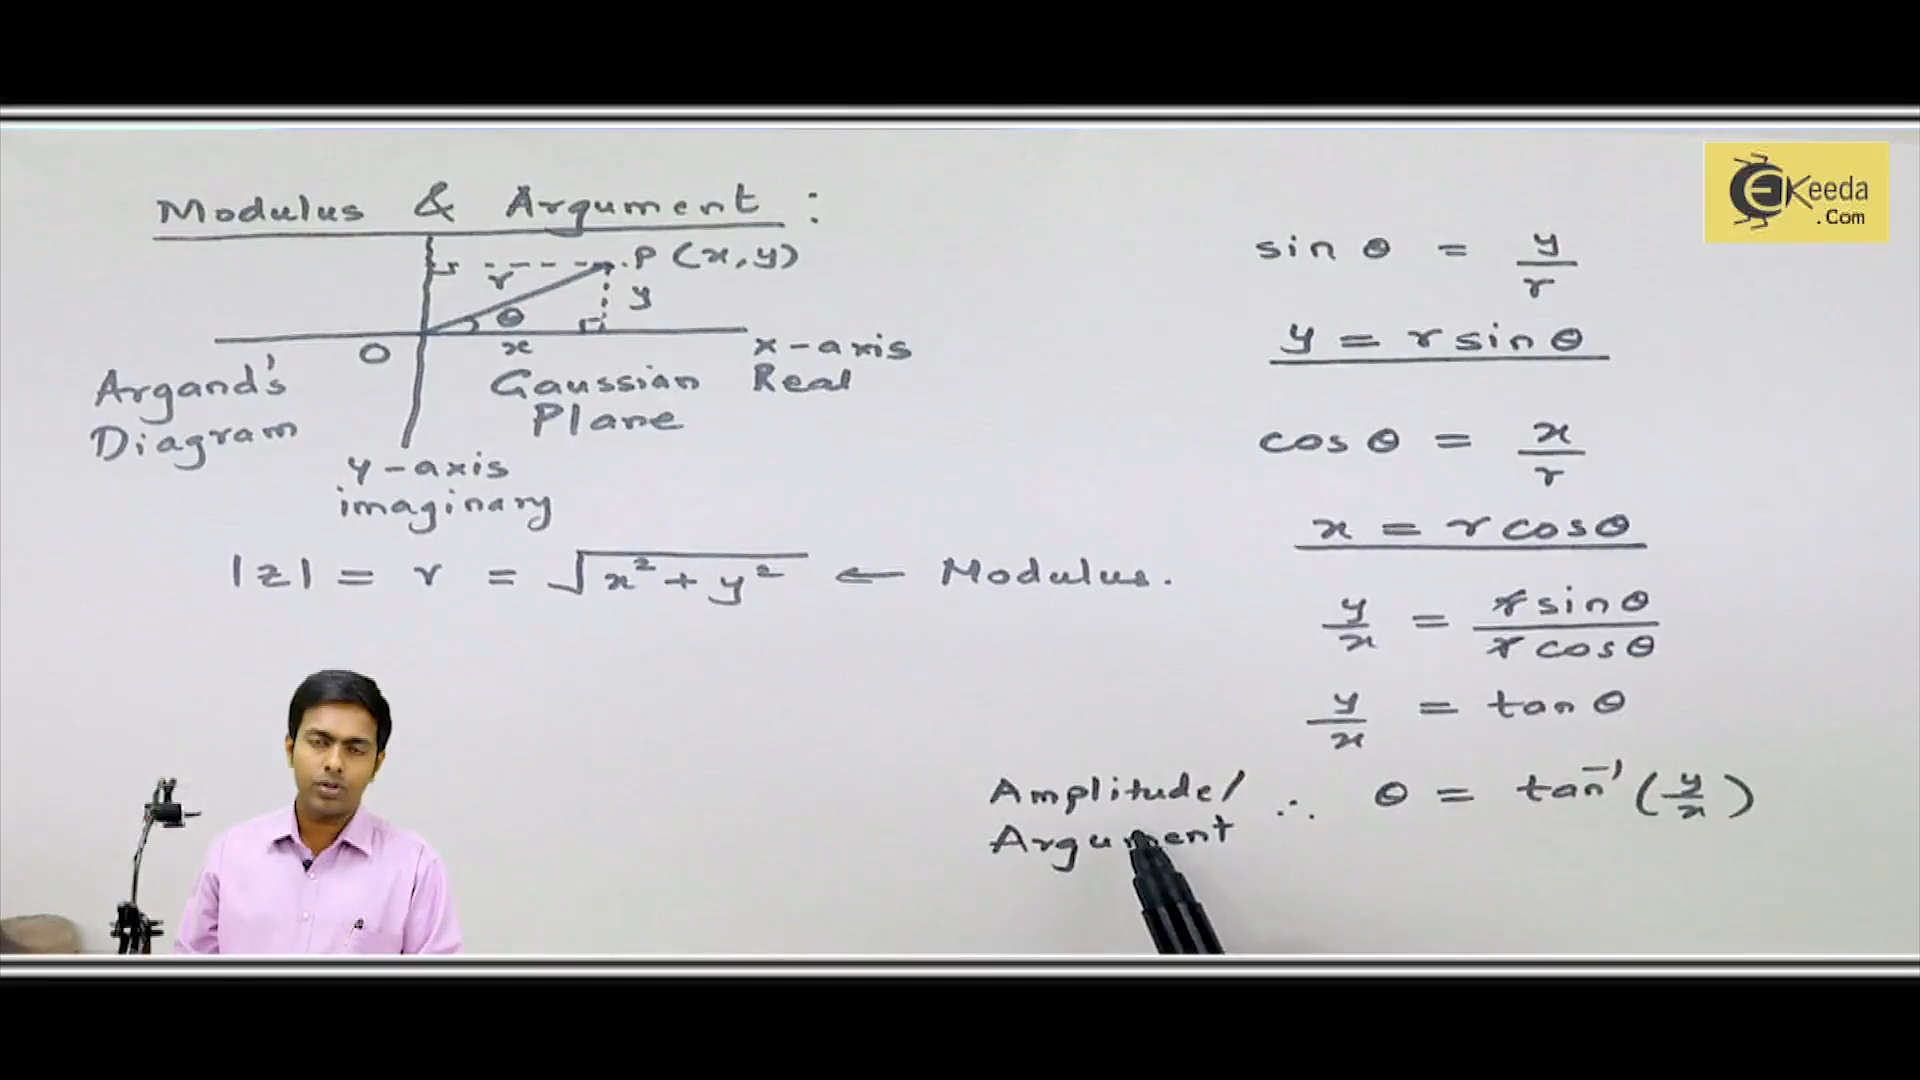 Modulus & Argument :
P (x,y)
r
y
θ
O
x
x-axis
Real
Argand's
Diagram
Gaussian
Plane
y-axis
imaginary
|z| = r = √x²+y² ← Modulus.
EKeeda
.Com
sin θ = y/r
y = r sin θ
cos θ = x/r
x = r cos θ
y/x = r sin θ / r cos θ
y/x = tan θ
Amplitude/
Argument
∴ θ = tan⁻¹(y/x)